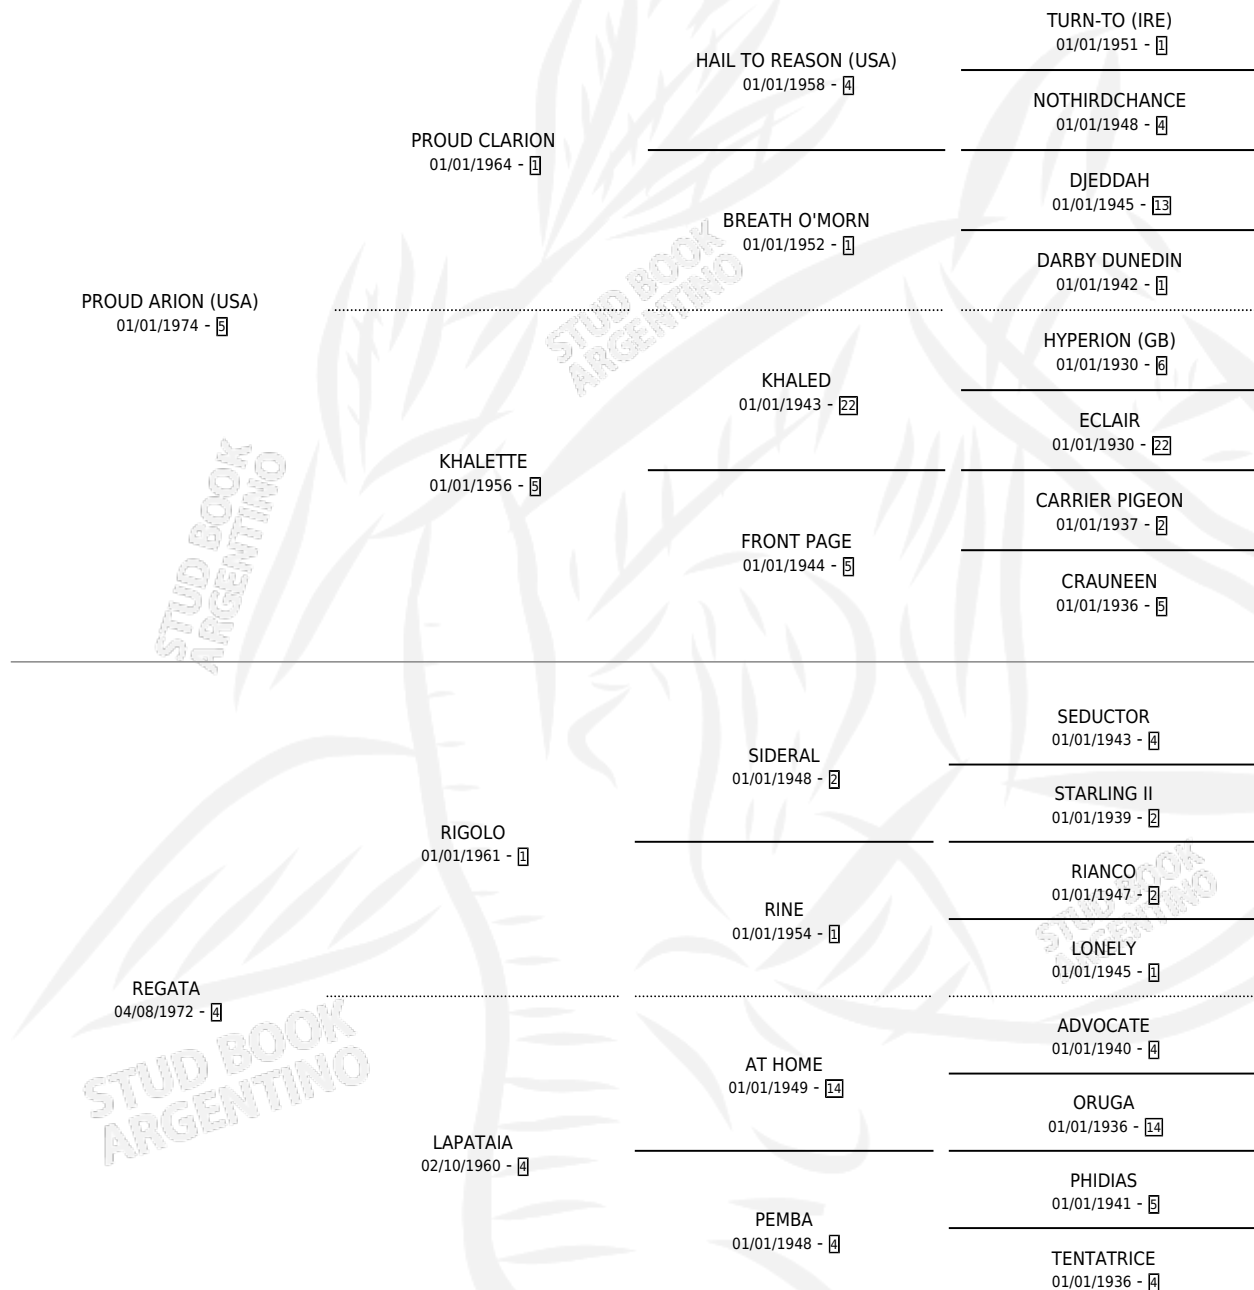 TURN-TO (IRE)
01/01/1951 - 1
HAIL TO REASON (USA)
01/01/1958 - 4
NOTHIRDCHANCE
01/01/1948 - 4
PROUD CLARION
01/01/1964 - 1
DJEDDAH
01/01/1945 - 13
BREATH O'MORN
01/01/1952 - 1
DARBY DUNEDIN
01/01/1942 - 1
PROUD ARION (USA)
01/01/1974 - 5
HYPERION (GB)
01/01/1930 - 6
KHALED
01/01/1943 - 22
ECLAIR
01/01/1930 - 22
KHALETTE
01/01/1956 - 5
CARRIER PIGEON
01/01/1937 - 2
FRONT PAGE
01/01/1944 - 5
CRAUNEEN
01/01/1936 - 5
SEDUCTOR
01/01/1943 - 4
SIDERAL
01/01/1948 - 2
STARLING II
01/01/1939 - 2
RIGOLO
01/01/1961 - 1
RIANCO
01/01/1947 - 2
RINE
01/01/1954 - 1
LONELY
01/01/1945 - 1
REGATA
04/08/1972 - 4
ADVOCATE
01/01/1940 - 4
AT HOME
01/01/1949 - 14
ORUGA
01/01/1936 - 14
LAPATAIA
02/10/1960 - 4
PHIDIAS
01/01/1941 - 5
PEMBA
01/01/1948 - 4
TENTATRICE
01/01/1936 - 4
STUD BOOK
ARGENTINO
STUD BOOK
ARGENTINO
STUD BOOK
ARGENTINO
STUD BOOK
ARGENTINO